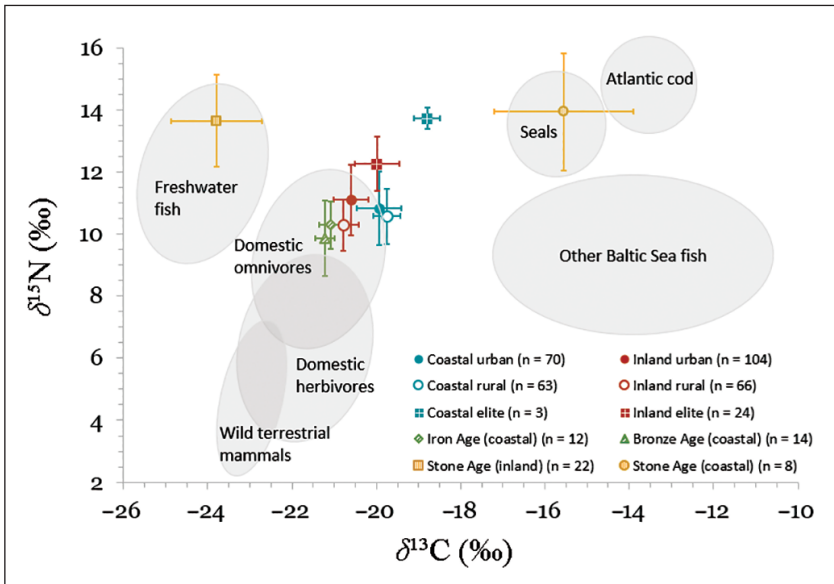 16
14
12
10
8
6
4
2
δ¹⁵N (‰)
−26
−24
−22
−20
−18
−16
−14
−12
−10
δ¹³C (‰)
Atlantic cod
Seals
Freshwater
fish
Domestic
omnivores
Other Baltic Sea fish
Domestic
herbivores
Wild terrestrial
mammals
Coastal urban (n = 70)
Inland urban (n = 104)
Coastal rural (n = 63)
Inland rural (n = 66)
Coastal elite (n = 3)
Inland elite (n = 24)
Iron Age (coastal) (n = 12)
Bronze Age (coastal) (n = 14)
Stone Age (inland) (n = 22)
Stone Age (coastal) (n = 8)